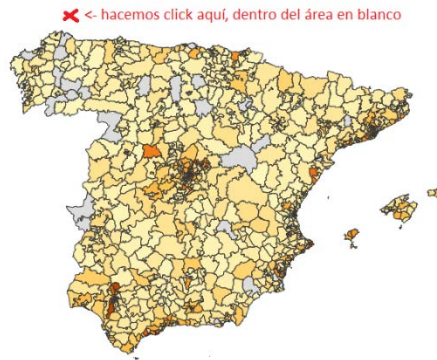 <- hacemos click aquí, dentro del área en blanco